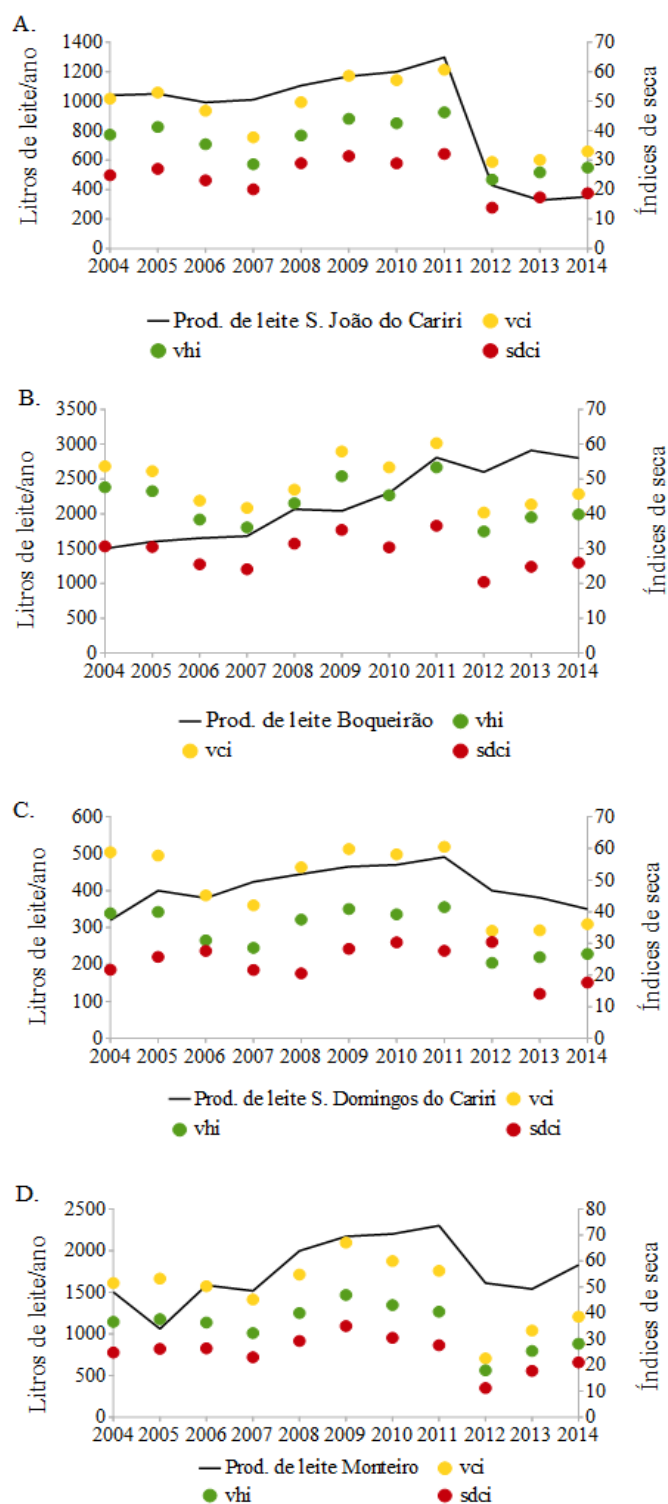 A.
Litros de leite/ano
1400
1200
1000
800
600
400
200
0
70
60
50
40
30
20
10
0
Índices de seca
2004 2005 2006 2007 2008 2009 2010 2011 2012 2013 2014
Prod. de leite S. João do Cariri vci
vhi sdci
B.
Litros de leite/ano
3500
3000
2500
2000
1500
1000
500
0
70
60
50
40
30
20
10
0
Índices de seca
2004 2005 2006 2007 2008 2009 2010 2011 2012 2013 2014
Prod. de leite Boqueirão vhi
vci sdci
C.
Litros de leite/ano
600
500
400
300
200
100
0
70
60
50
40
30
20
10
0
Índices de seca
2004 2005 2006 2007 2008 2009 2010 2011 2012 2013 2014
Prod. de leite S. Domingos do Cariri vci
vhi sdci
D.
Litros de leite/ano
2500
2000
1500
1000
500
0
80
70
60
50
40
30
20
10
0
Índices de seca
2004 2005 2006 2007 2008 2009 2010 2011 2012 2013 2014
Prod. de leite Monteiro vci
vhi sdci